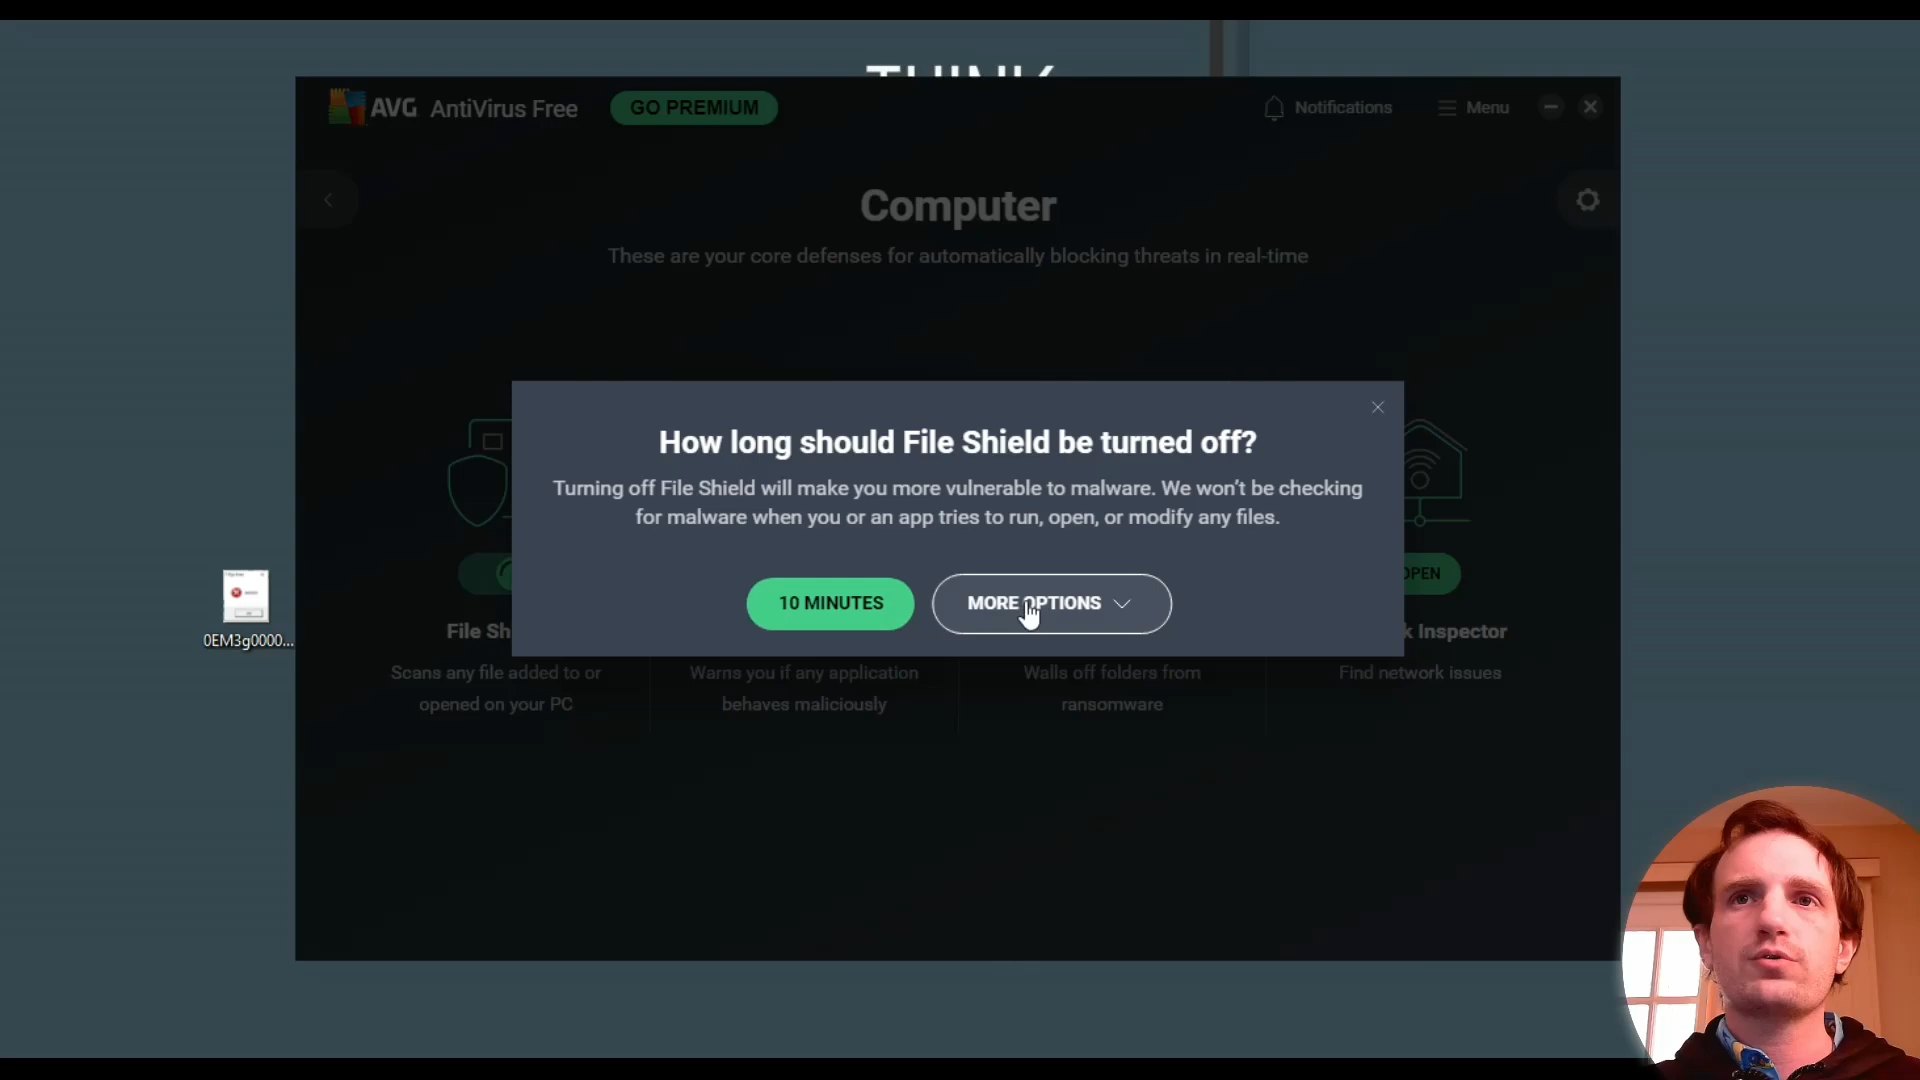 THINK
AVG AntiVirus Free
GO PREMIUM
Notifications
Menu
Computer
These are your core defenses for automatically blocking threats in real-time
How long should File Shield be turned off?
Turning off File Shield will make you more vulnerable to malware. We won't be checking
for malware when you or an app tries to run, open, or modify any files.
10 MINUTES
MORE OPTIONS
OPEN
File Sh
k Inspector
Scans any file added to or
opened on your PC
Warns you if any application
behaves maliciously
Walls off folders from
ransomware
Find network issues
0EM3g0000...